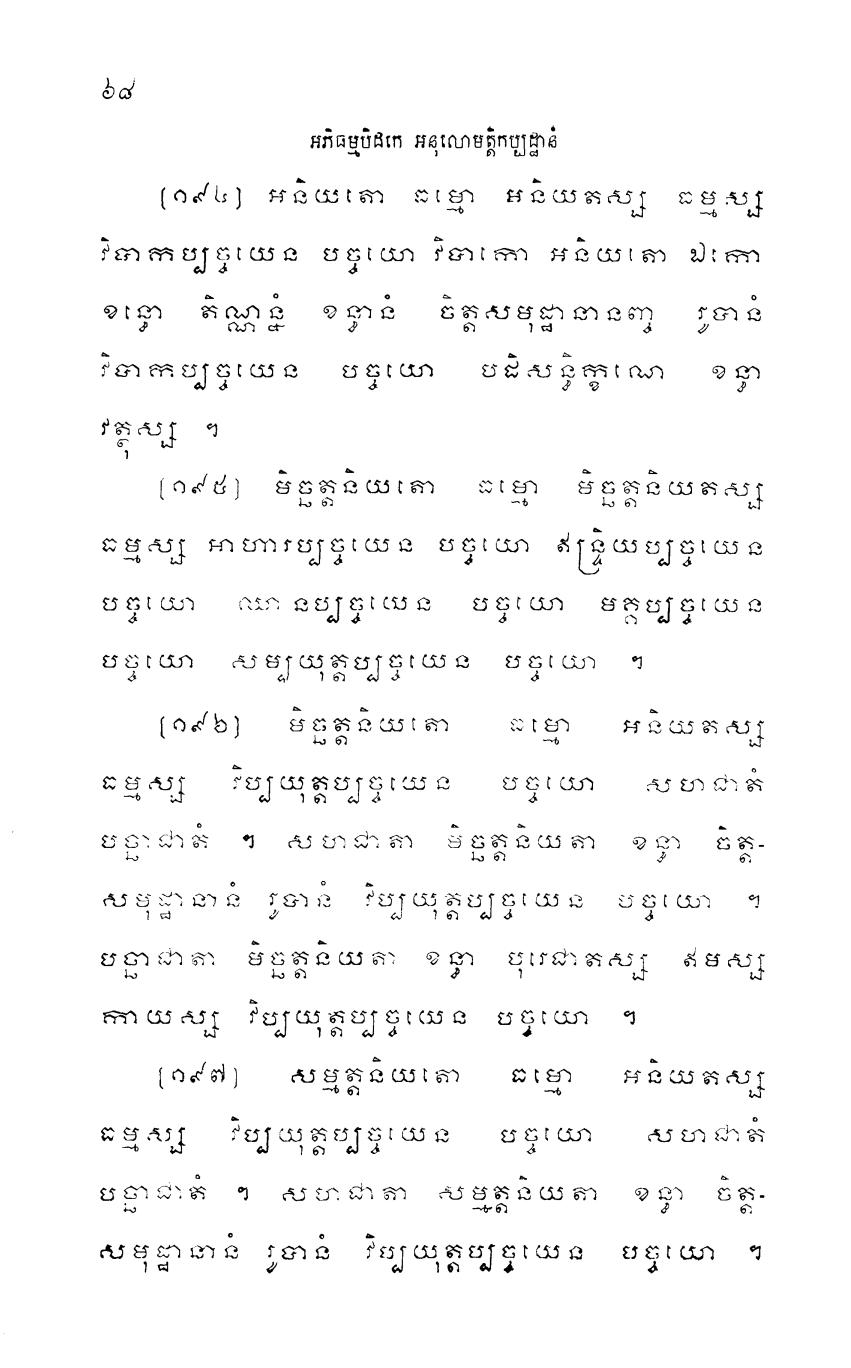 ៦៨
អភិធម្មបិដកេ អនុលោមត្តិកប្បដ្ឋានំ
[១៩៤] អនិយតោ ធម្មោ អនិយតស្ស ធម្មស្ស
វិបាកប្បច្ចយេន បច្ចយោ វិបាកោ អនិយតោ ឯកោ
ខន្ធោ តិណ្ណន្នំ ខន្ធានំ ចិត្តសមុដ្ឋានានញ្ច រូបានំ
វិបាកប្បច្ចយេន បច្ចយោ បដិសន្ធិក្ខណេ ខន្ធា
វត្ថុស្ស ។
[១៩៥] មិច្ឆត្តនិយតោ ធម្មោ មិច្ឆត្តនិយតស្ស
ធម្មស្ស អាហារប្បច្ចយេន បច្ចយោ ឥន្ទ្រិយប្បច្ចយេន
បច្ចយោ ឈានប្បច្ចយេន បច្ចយោ មគ្គប្បច្ចយេន
បច្ចយោ សម្បយុត្តប្បច្ចយេន បច្ចយោ ។
[១៩៦] មិច្ឆត្តនិយតោ ធម្មោ អនិយតស្ស
ធម្មស្ស វិប្បយុត្តប្បច្ចយេន បច្ចយោ សហជាតំ
បច្ឆាជាតំ ។ សហជាតា មិច្ឆត្តនិយតា ខន្ធា ចិត្ត-
សមុដ្ឋានានំ រូបានំ វិប្បយុត្តប្បច្ចយេន បច្ចយោ ។
បច្ឆាជាតា មិច្ឆត្តនិយតា ខន្ធា បុរេជាតស្ស ឥមស្ស
កាយស្ស វិប្បយុត្តប្បច្ចយេន បច្ចយោ ។
[១៩៧] សម្មត្តនិយតោ ធម្មោ អនិយតស្ស
ធម្មស្ស វិប្បយុត្តប្បច្ចយេន បច្ចយោ សហជាតំ
បច្ឆាជាតំ ។ សហជាតា សម្មត្តនិយតា ខន្ធា ចិត្ត-
សមុដ្ឋានានំ រូបានំ វិប្បយុត្តប្បច្ចយេន បច្ចយោ ។